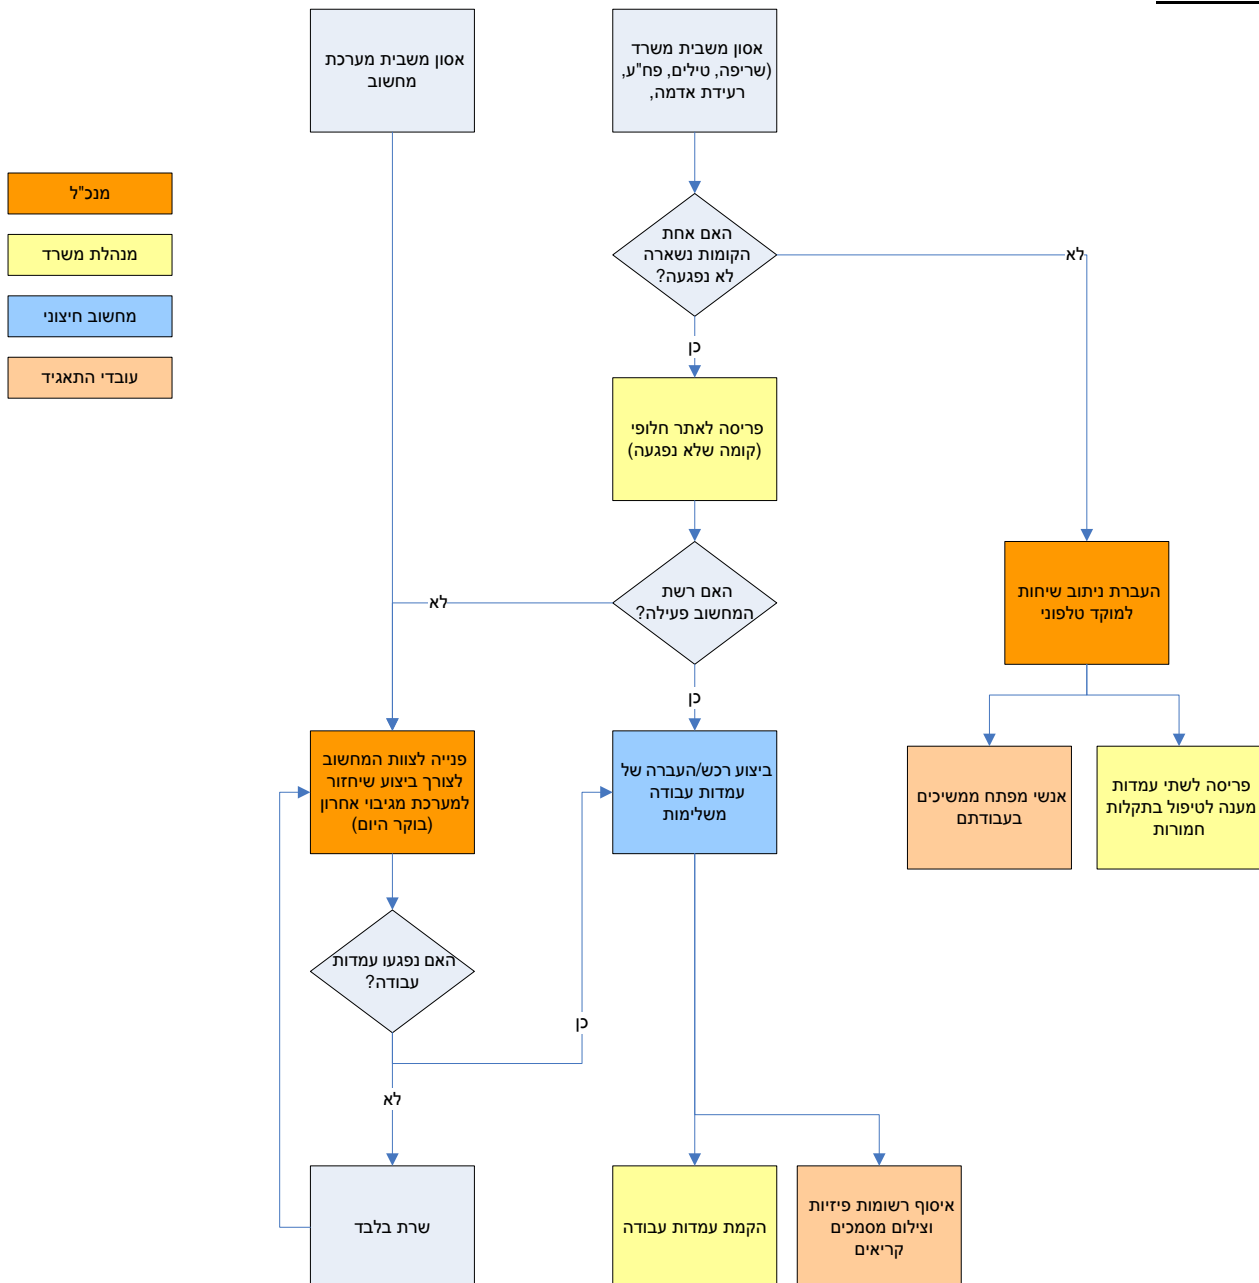 אסון משבית משרד
(שריפה, טילים, פח"ע,
רעידת אדמה,
אסון משבית מערכת
מחשוב
מנכ"ל
מנהלת משרד
מחשוב חיצוני
עובדי התאגיד
האם אחת
הקומות נשארה
לא נפגעה?
לא
כן
פריסה לאתר חלופי
(קומה שלא נפגעה)
האם רשת
המחשוב פעילה?
לא
כן
העברת ניתוב שיחות
למוקד טלפוני
פריסה לשתי עמדות
מענה לטיפול בתקלות
חמורות
אנשי מפתח ממשיכים
בעבודתם
ביצוע רכש/העברה של
עמדות עבודה
משלימות
פנייה לצוות המחשוב
לצורך ביצוע שיחזור
למערכת מגיבוי אחרון
(בוקר היום)
האם נפגעו עמדות
עבודה?
כן
לא
איסוף רשומות פיזיות
וצילום מסמכים
קריאים
הקמת עמדות עבודה
שרת בלבד